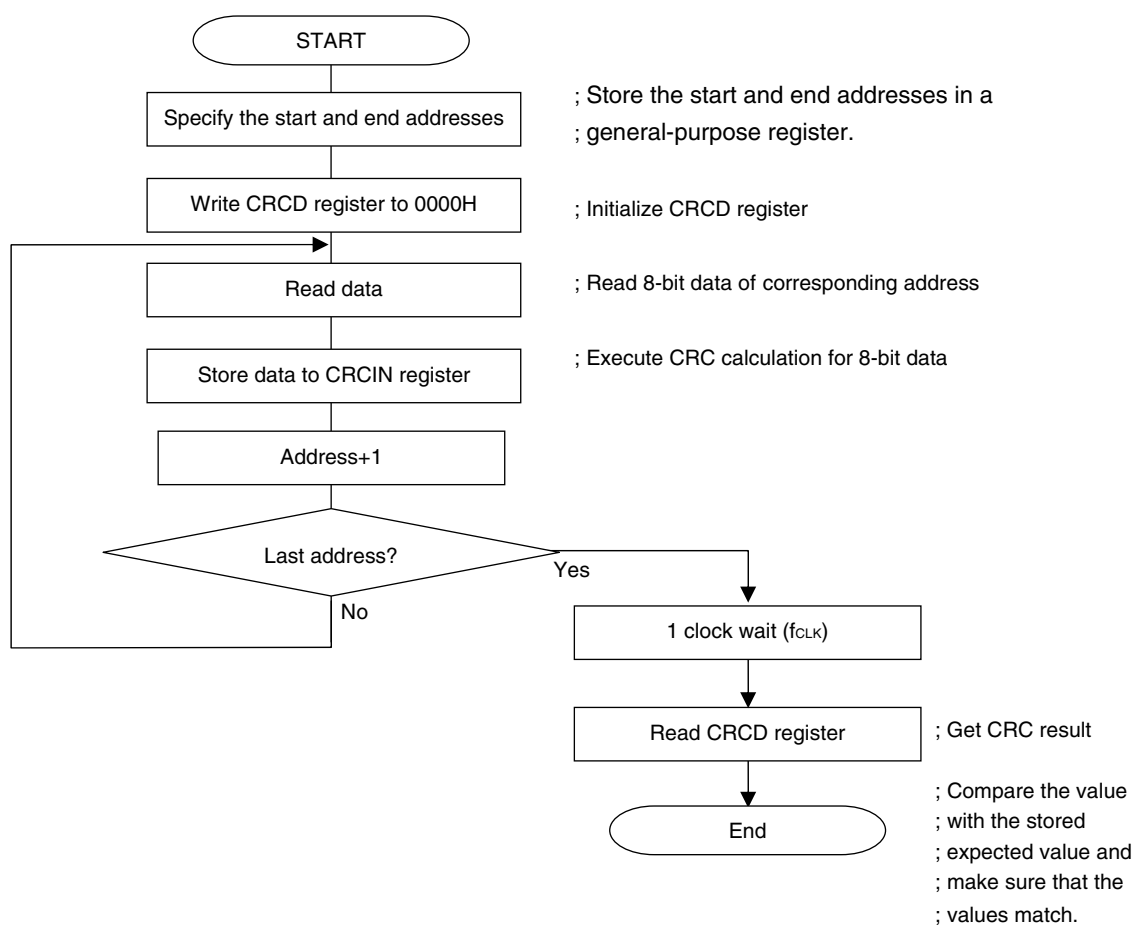 START
Specify the start and end addresses
; Store the start and end addresses in a
; general-purpose register.
Write CRCD register to 0000H
; Initialize CRCD register
Read data
; Read 8-bit data of corresponding address
Store data to CRCIN register
; Execute CRC calculation for 8-bit data
Address+1
Last address?
Yes
No
1 clock wait (fCLK)
Read CRCD register
; Get CRC result
End
; Compare the value
; with the stored
; expected value and
; make sure that the
; values match.